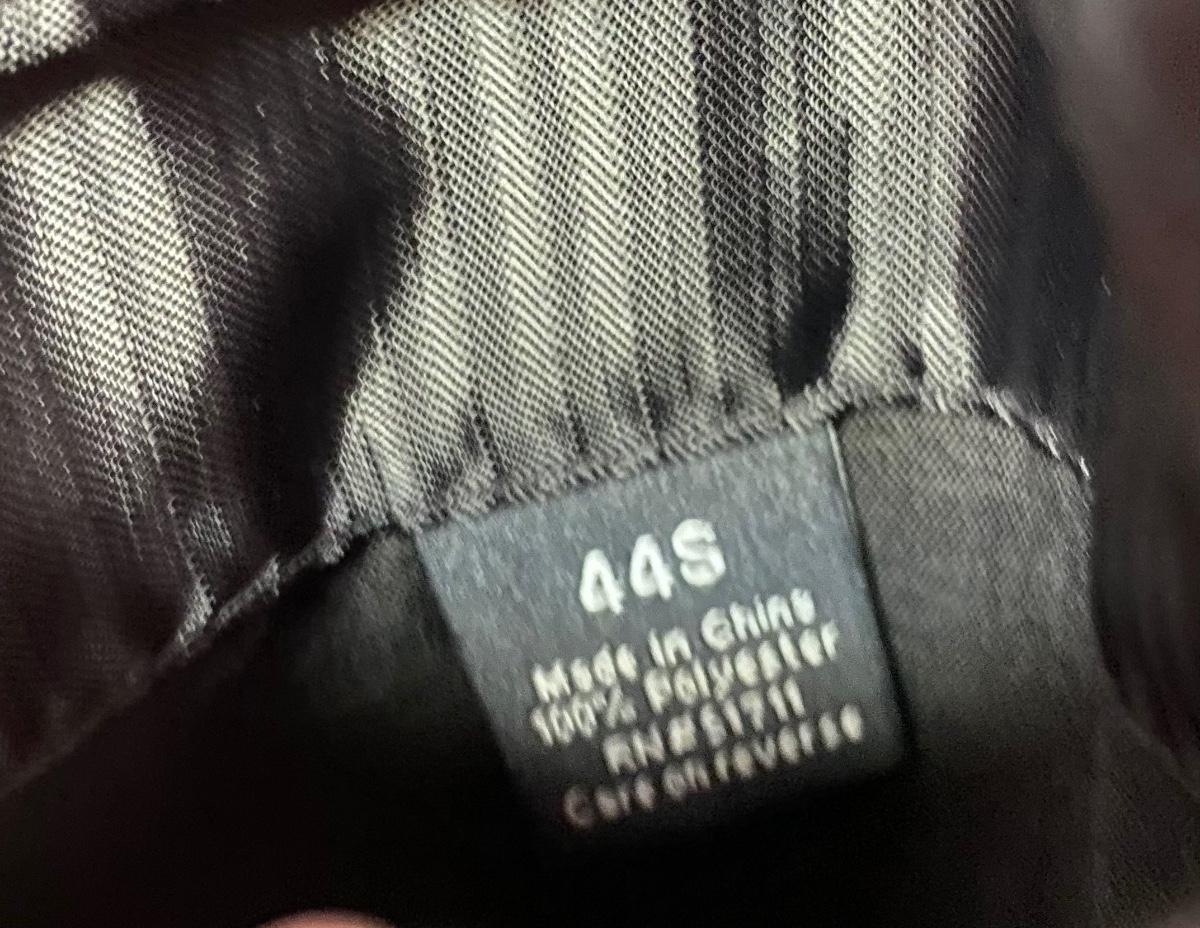 44S
Made in China
100% Polyester
RN#51711
Care on reverse